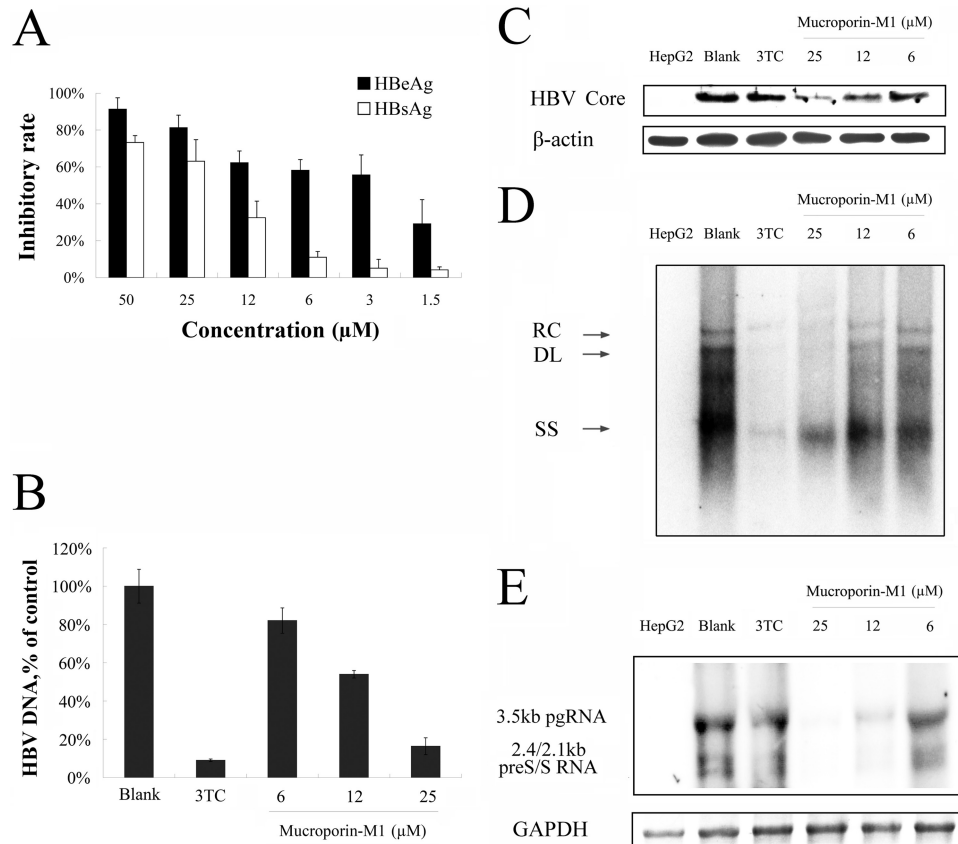 A
HBeAg
HBsAg
100%
80%
60%
40%
20%
0%
Inhibitory rate
50 25 12 6 3 1.5
Concentration (μM)
B
120%
100%
80%
60%
40%
20%
0%
HBV DNA,% of control
Blank 3TC 6 12 25
Mucroporin-M1 (μM)
C
Mucroporin-M1 (μM)
HepG2 Blank 3TC 25 12 6
HBV Core
β-actin
D
Mucroporin-M1 (μM)
HepG2 Blank 3TC 25 12 6
RC
DL
SS
E
Mucroporin-M1 (μM)
HepG2 Blank 3TC 25 12 6
3.5kb pgRNA
2.4/2.1kb
preS/S RNA
GAPDH